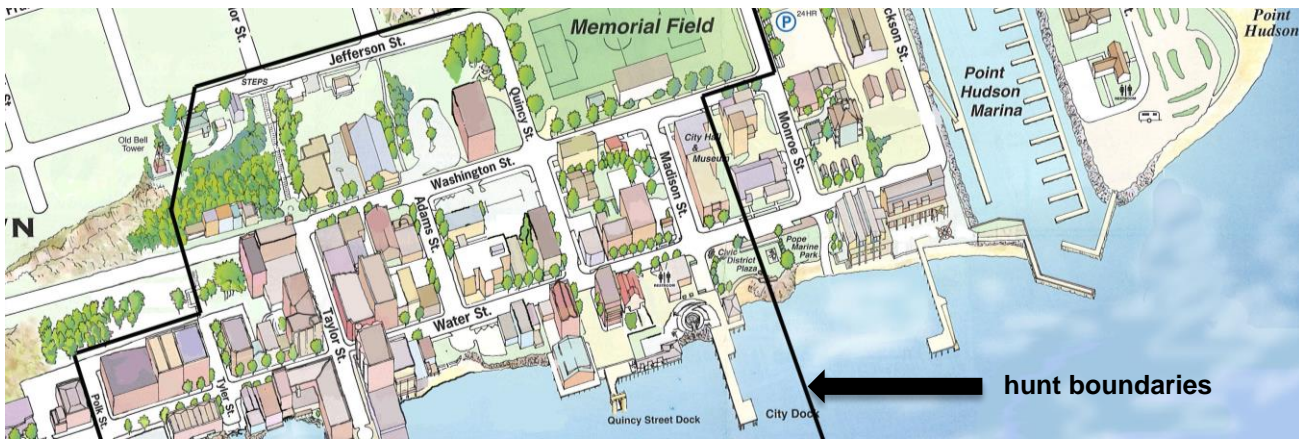 Jefferson St.
Memorial Field
P
24 HR
Point
Hudson
STEPS
Old Bell
Tower
Quincy St.
Point
Hudson
Marina
City Hall
&
Museum
Monroe St.
Madison St.
Washington St.
Adams St.
Civic
District
Plaza
Pope
Marine
Park
Water St.
Taylor St.
Tyler St.
Polk St.
Quincy Street Dock
City Dock
hunt boundaries